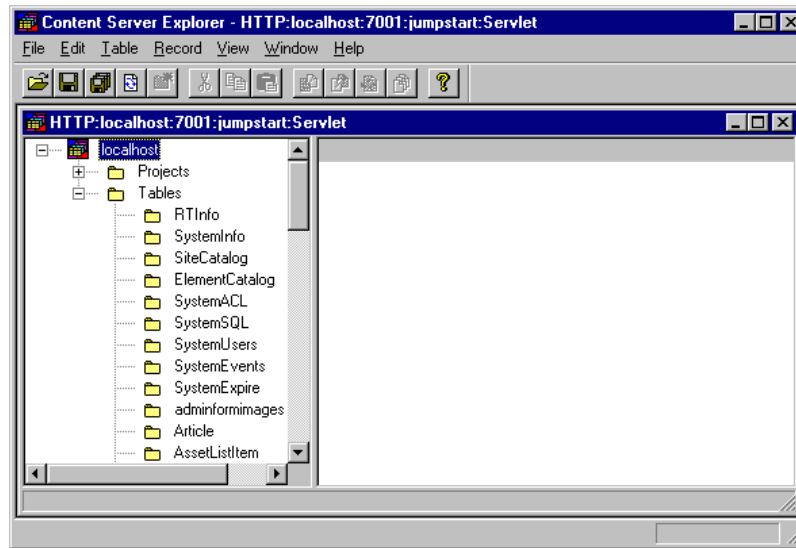 Content Server Explorer - HTTP:localhost:7001:jumpstart:Servlet
File Edit Table Record View Window Help
HTTP:localhost:7001:jumpstart:Servlet
localhost
Projects
Tables
RTInfo
SystemInfo
SiteCatalog
ElementCatalog
SystemACL
SystemSQL
SystemUsers
SystemEvents
SystemExpire
adminformimages
Article
AssetListItem